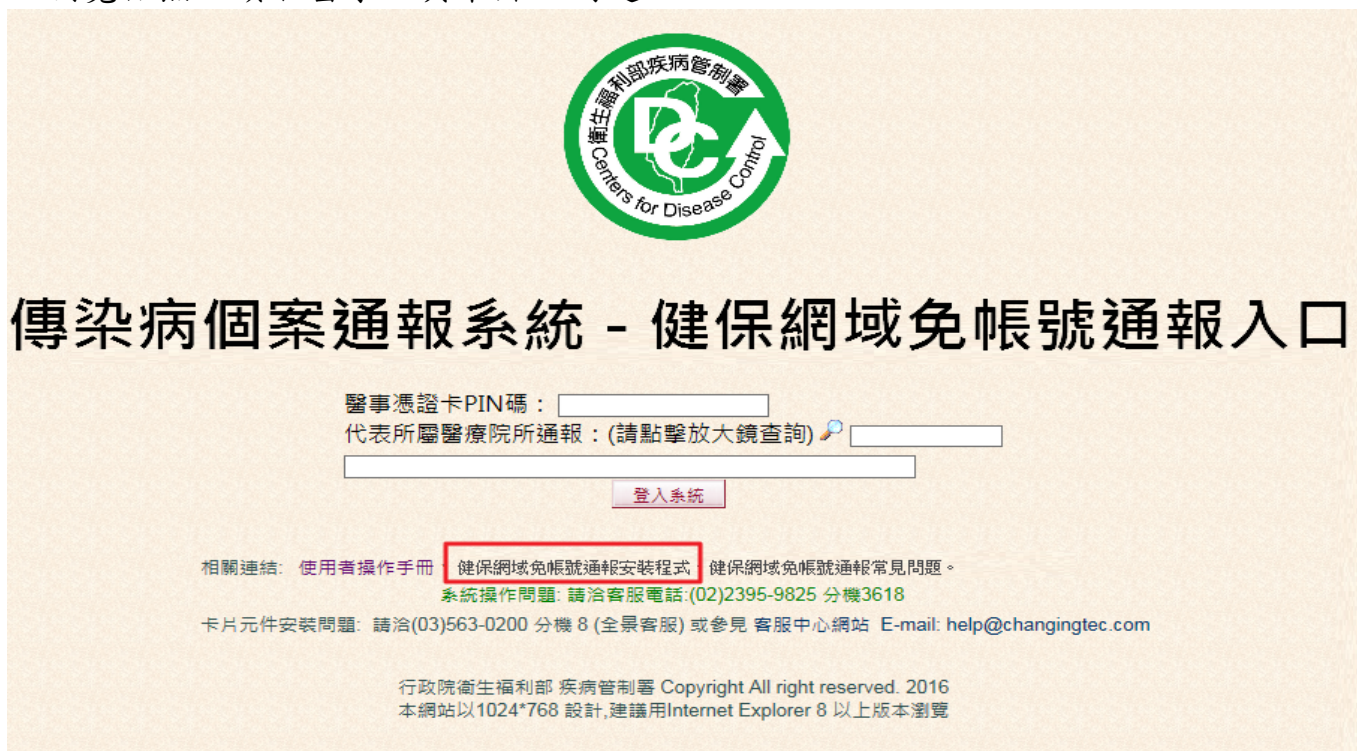 衛生福利部疾病管制署
Centers for Disease Control
DC
傳染病個案通報系統 - 健保網域免帳號通報入口
醫事憑證卡PIN碼：
代表所屬醫療院所通報：(請點擊放大鏡查詢)
登入系統
相關連結: 使用者操作手冊、健保網域免帳號通報安裝程式、健保網域免帳號通報常見問題。
系統操作問題: 請洽客服電話:(02)2395-9825 分機3618
卡片元件安裝問題: 請洽(03)563-0200 分機 8 (全景客服) 或參見 客服中心網站 E-mail: help@changingtec.com
行政院衛生福利部 疾病管制署 Copyright All right reserved. 2016
本網站以1024*768 設計,建議用Internet Explorer 8 以上版本瀏覽